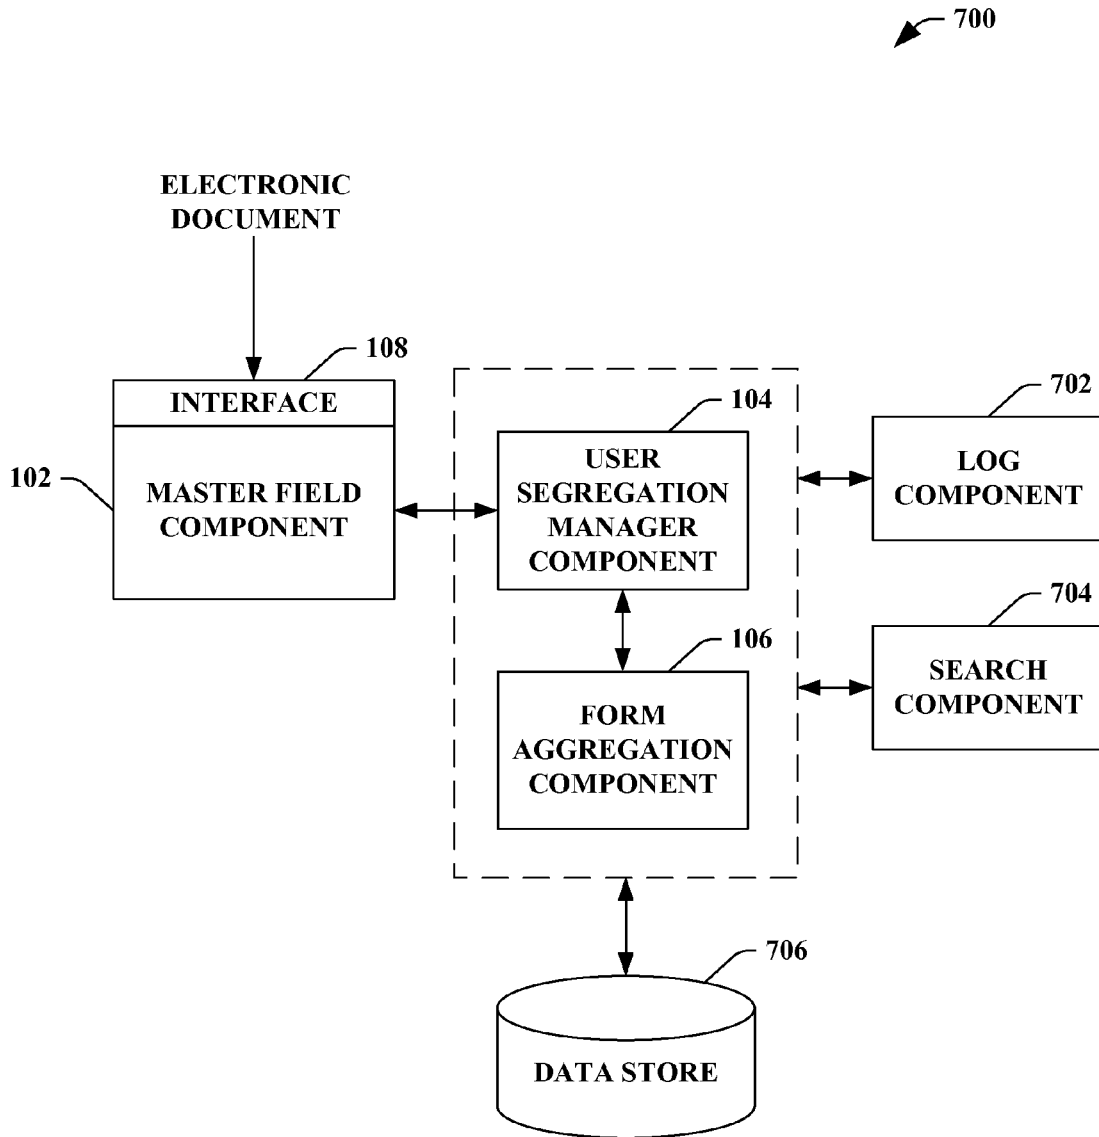 700
ELECTRONIC
DOCUMENT
108
INTERFACE
102
MASTER FIELD
COMPONENT
104
USER
SEGREGATION
MANAGER
COMPONENT
106
FORM
AGGREGATION
COMPONENT
702
LOG
COMPONENT
704
SEARCH
COMPONENT
706
DATA STORE